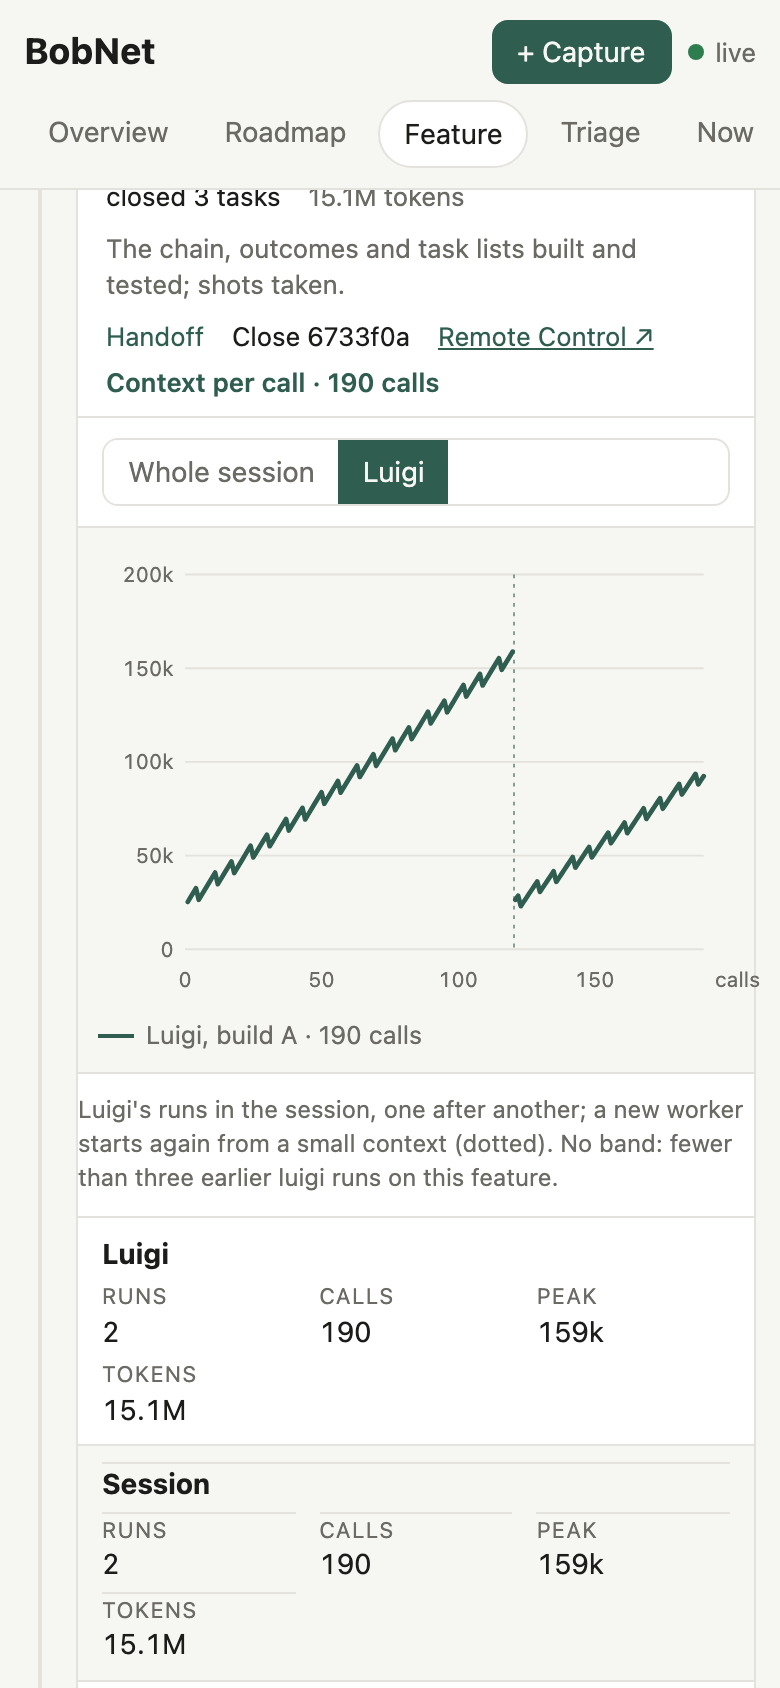 BobNet
+ Capture
live
Overview
Roadmap
Feature
Triage
Now
closed 3 tasks 15.1M tokens
The chain, outcomes and task lists built and
tested; shots taken.
Handoff Close 6733f0a Remote Control ↗
Context per call · 190 calls
Whole session
Luigi
200k
150k
100k
50k
0
0 50 100 150 calls
Luigi, build A · 190 calls
Luigi's runs in the session, one after another; a new worker
starts again from a small context (dotted). No band: fewer
than three earlier luigi runs on this feature.
Luigi
RUNS CALLS PEAK
2 190 159k
TOKENS
15.1M
Session
RUNS CALLS PEAK
2 190 159k
TOKENS
15.1M